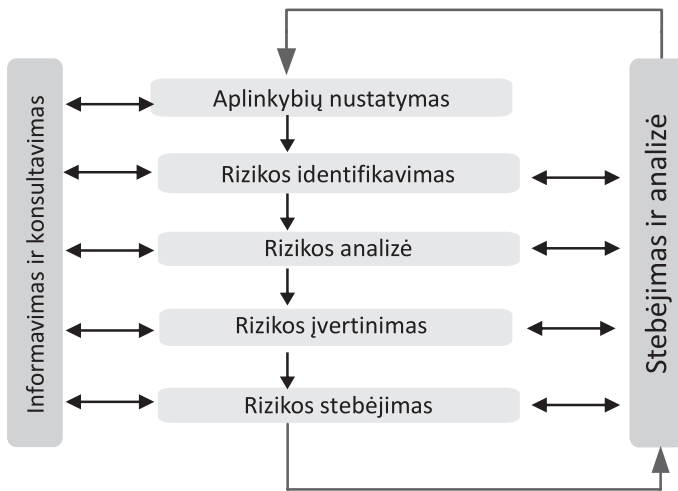 Informavimas ir konsultavimas
Aplinkybių nustatymas
Rizikos identifikavimas
Rizikos analizė
Rizikos įvertinimas
Rizikos stebėjimas
Stebėjimas ir analizė